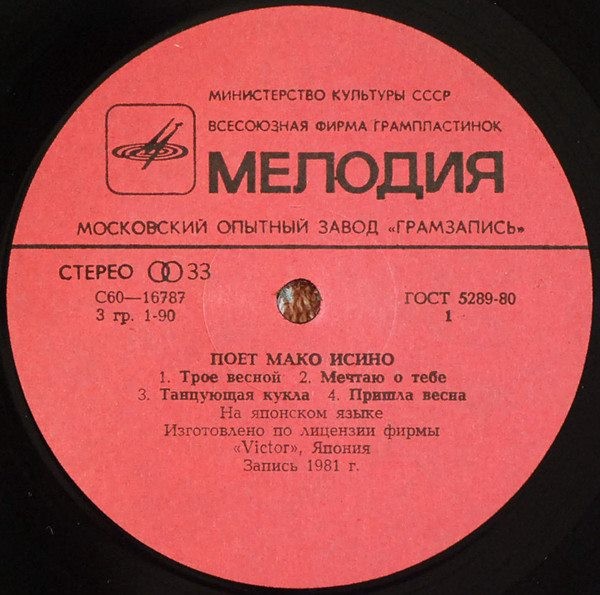 МИНИСТЕРСТВО КУЛЬТУРЫ СССР
ВСЕСОЮЗНАЯ ФИРМА ГРАМПЛАСТИНОК
МЕЛОДИЯ
МОСКОВСКИЙ ОПЫТНЫЙ ЗАВОД «ГРАМЗАПИСЬ»
СТЕРЕО 33
С60—16787 ГОСТ 5289-80
3 гр. 1-90 1
ПОЕТ МАКО ИСИНО
1. Трое весной 2. Мечтаю о тебе
3. Танцующая кукла 4. Пришла весна
На японском языке
Изготовлено по лицензии фирмы
«Victor», Япония
Запись 1981 г.